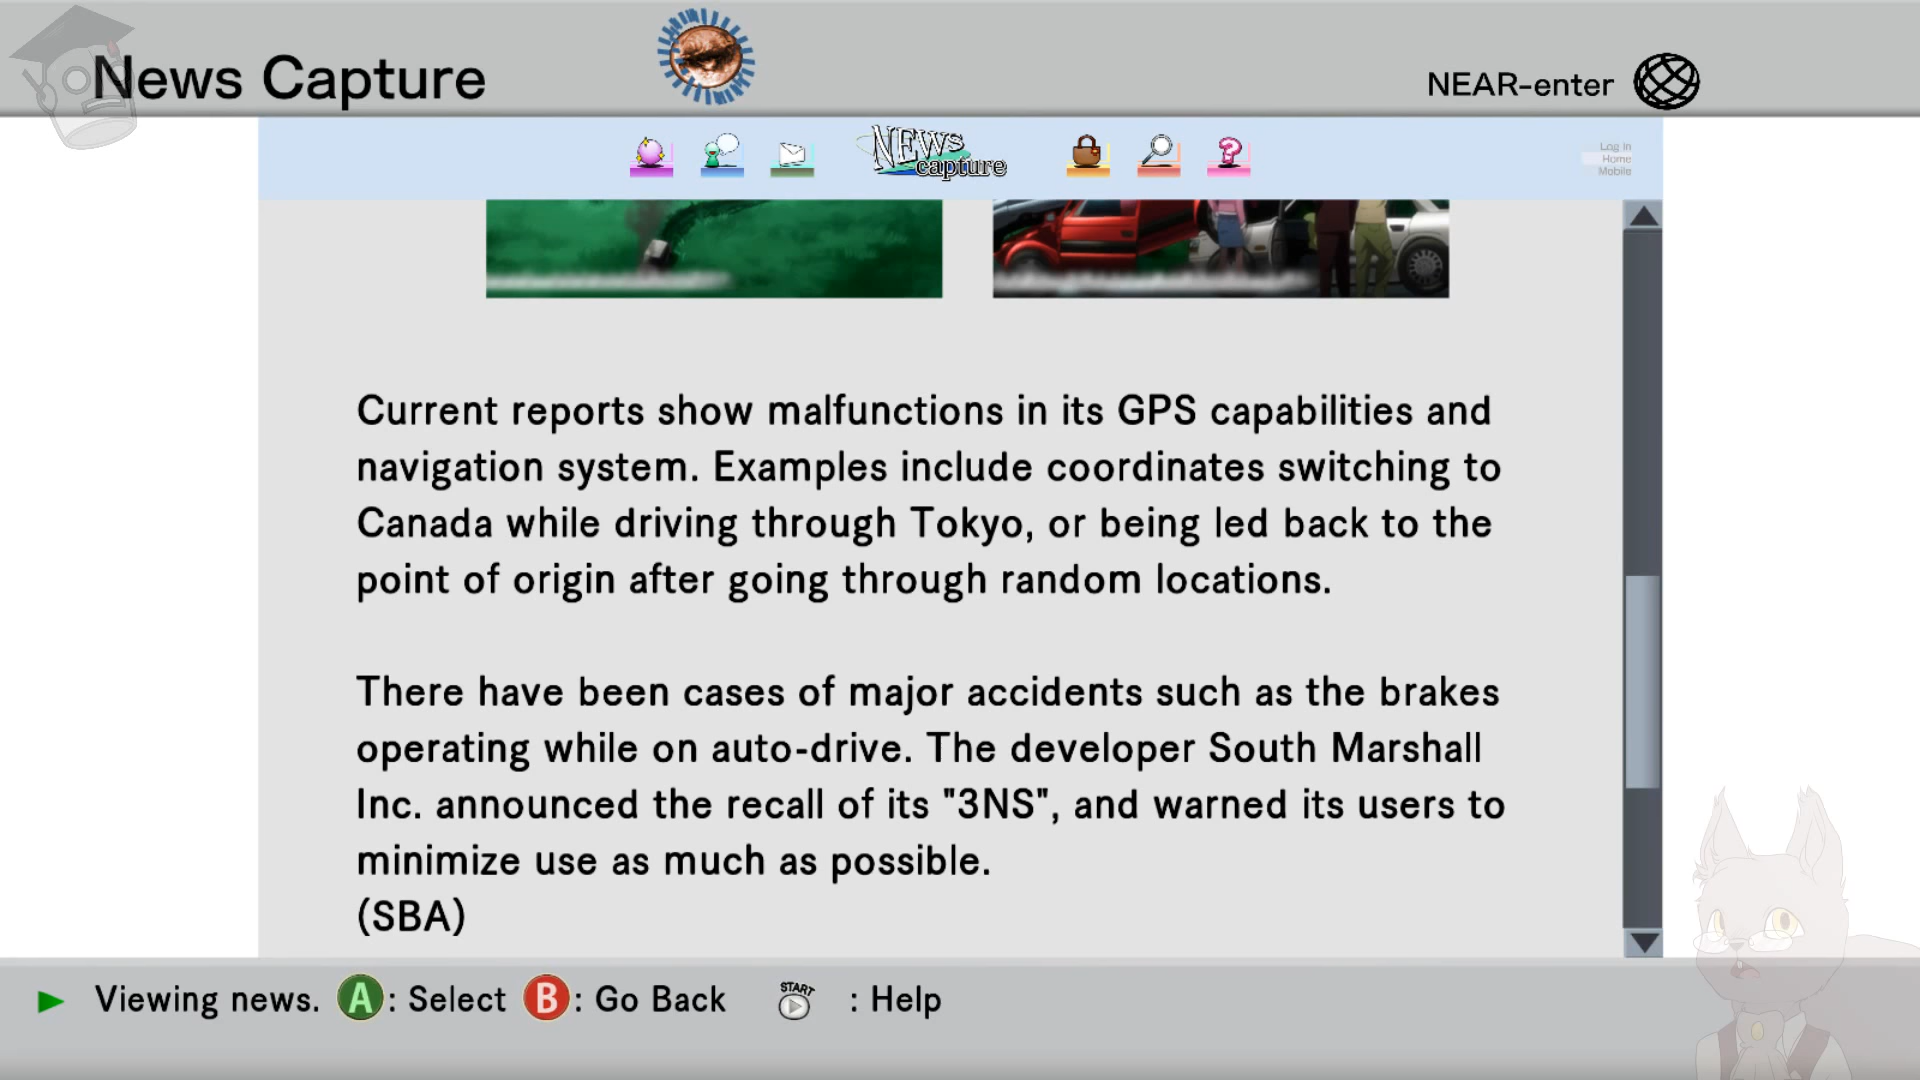 News Capture
NEAR-enter
NEWS
capture
Log in
Home
Mobile
Current reports show malfunctions in its GPS capabilities and
navigation system. Examples include coordinates switching to
Canada while driving through Tokyo, or being led back to the
point of origin after going through random locations.
There have been cases of major accidents such as the brakes
operating while on auto-drive. The developer South Marshall
Inc. announced the recall of its "3NS", and warned its users to
minimize use as much as possible.
(SBA)
Viewing news. A : Select B : Go Back START : Help